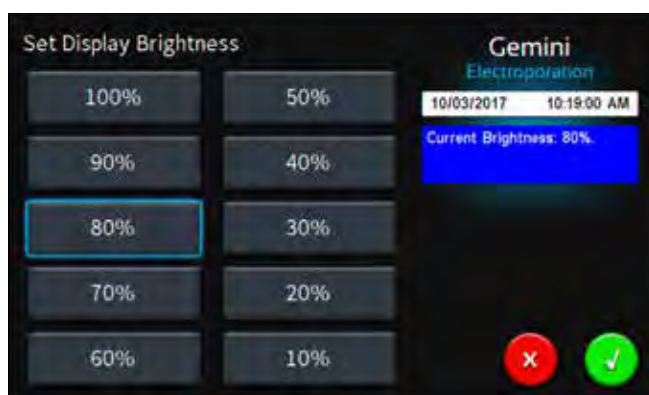 Set Display Brightness
100%
50%
90%
40%
80%
30%
70%
20%
60%
10%
Gemini
Electroporation
10/03/2017 10:19:00 AM
Current Brightness: 80%.